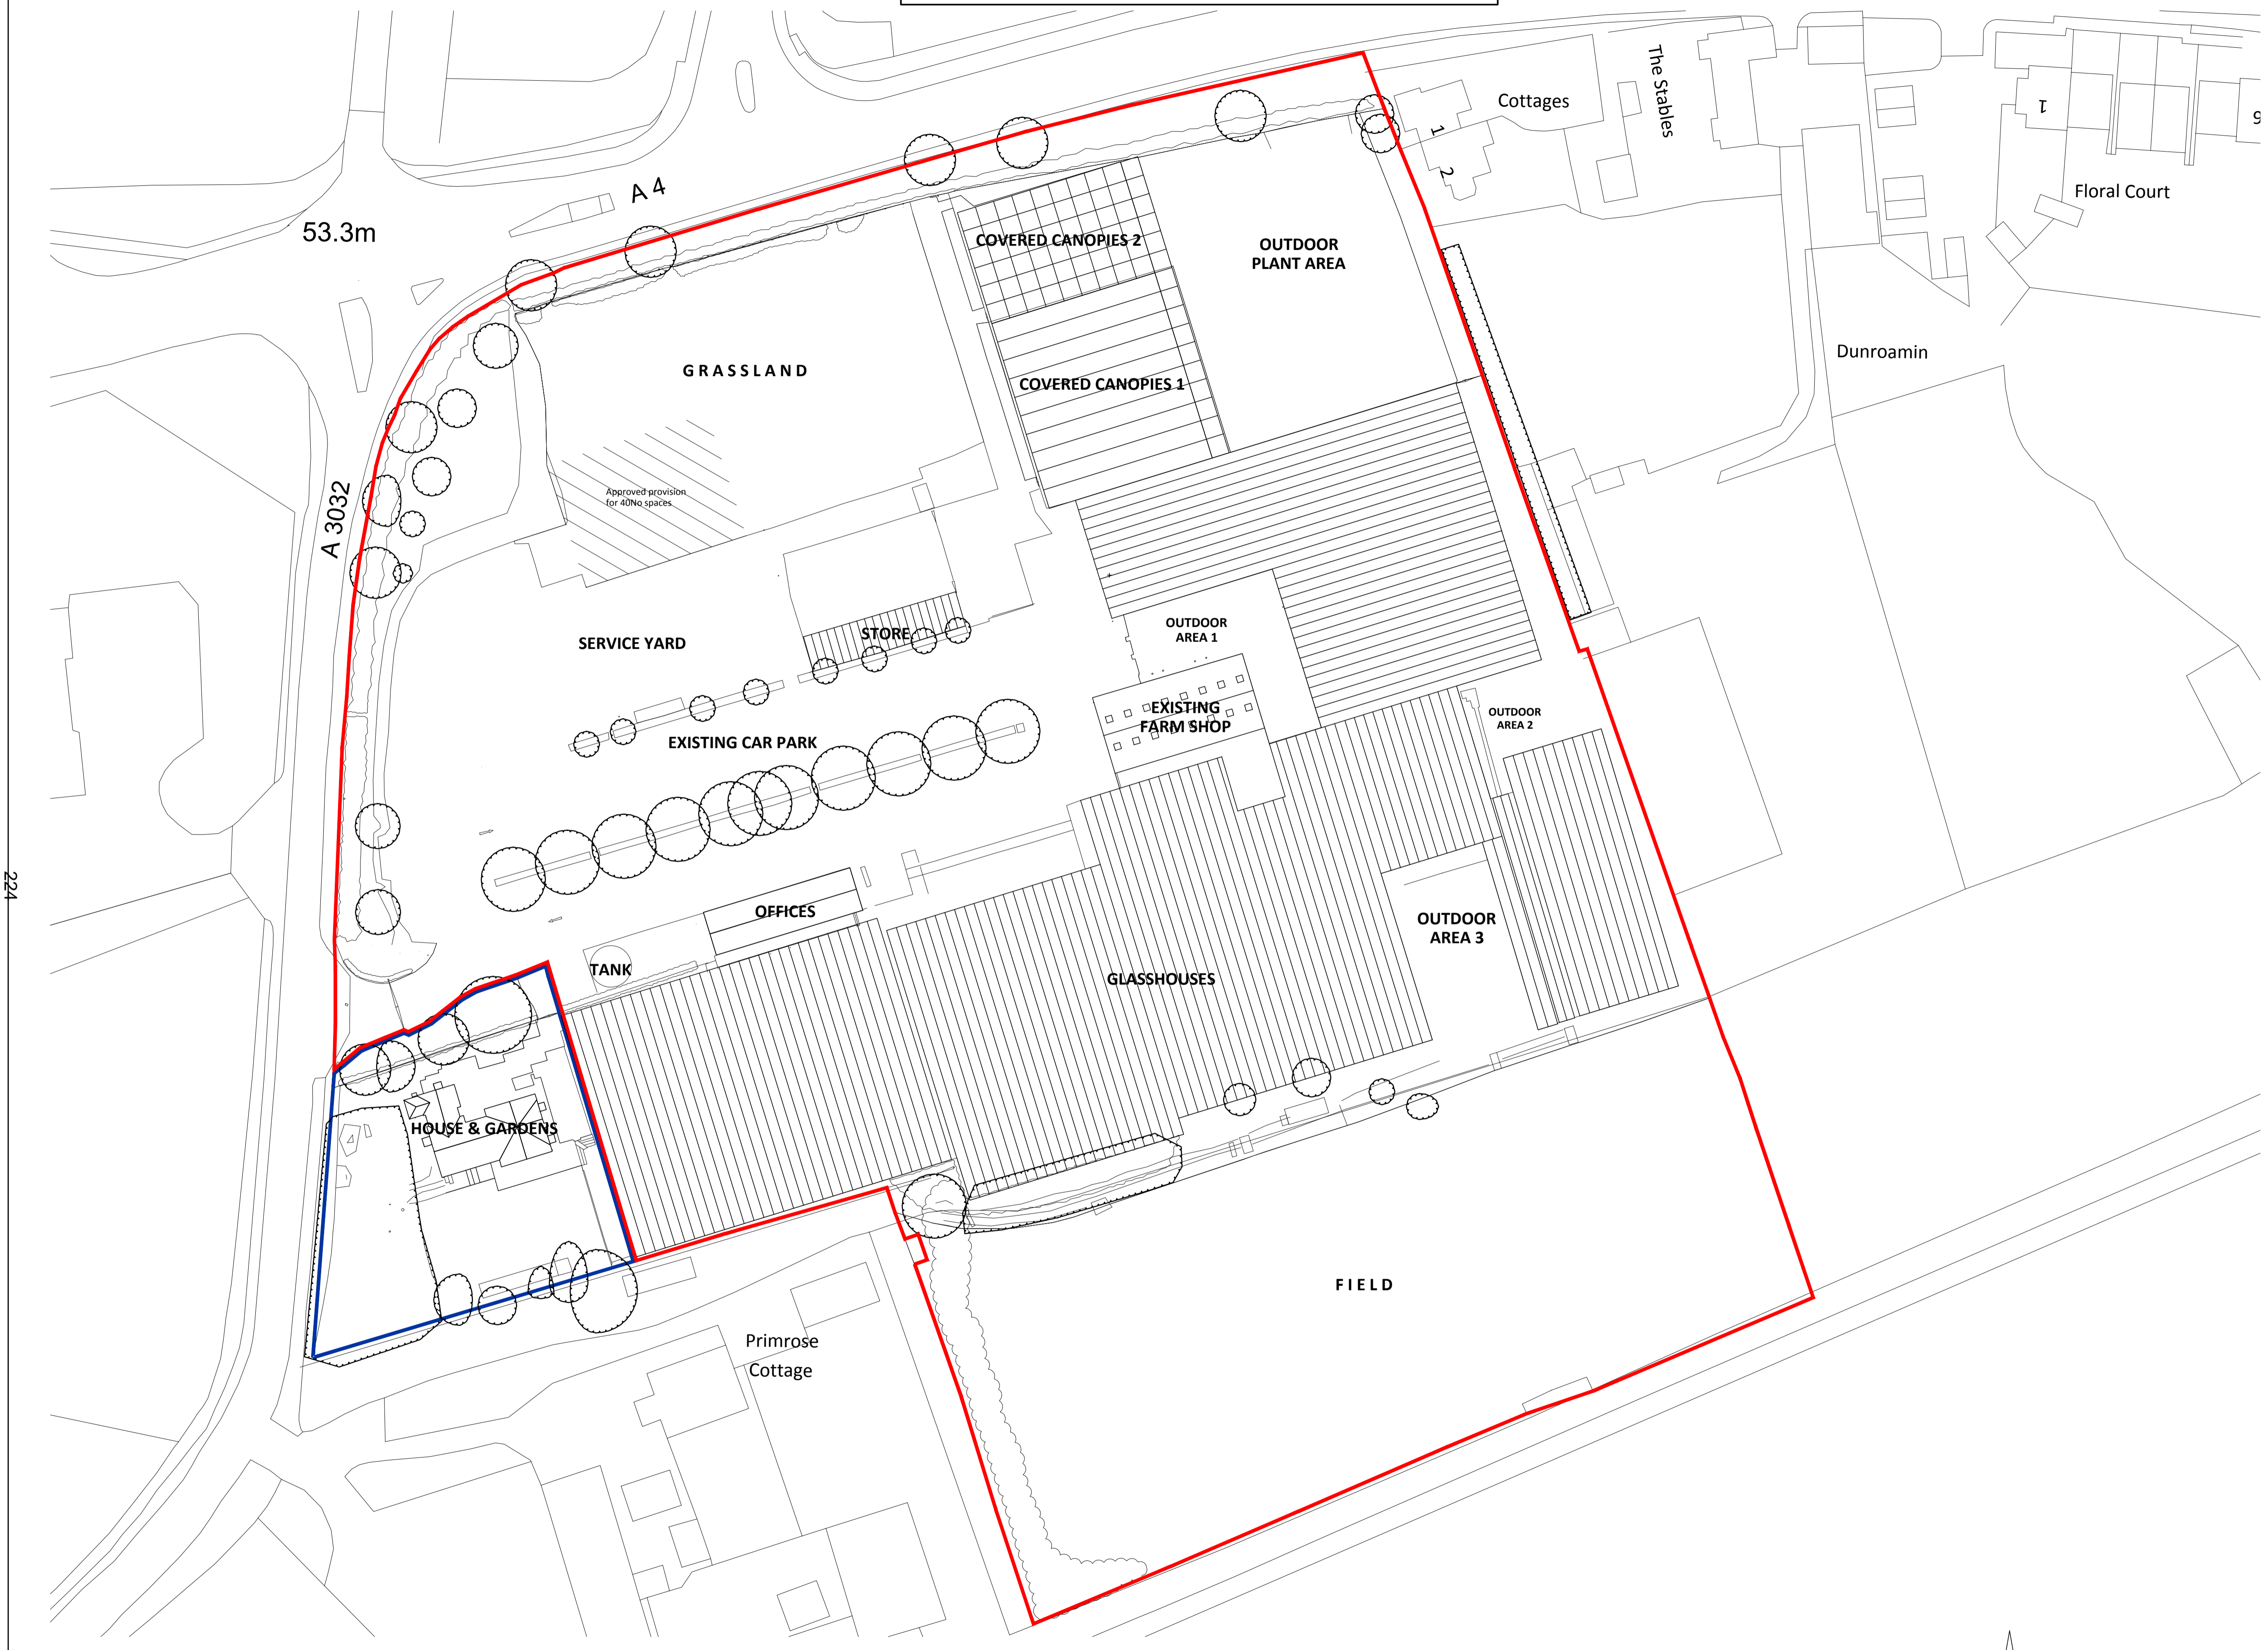 The Stables
Cottages
1
2
1
A 4
Floral Court
53.3m
COVERED CANOPIES 2
OUTDOOR
PLANT AREA
Dunroamin
GRASSLAND
COVERED CANOPIES 1
Approved provision
for 40No spaces
A 3032
OUTDOOR
AREA 1
SERVICE YARD
STORE
EXISTING
FARM SHOP
OUTDOOR
AREA 2
EXISTING CAR PARK
224
OFFICES
OUTDOOR
AREA 3
TANK
GLASSHOUSES
HOUSE & GARDENS
FIELD
Primrose
Cottage